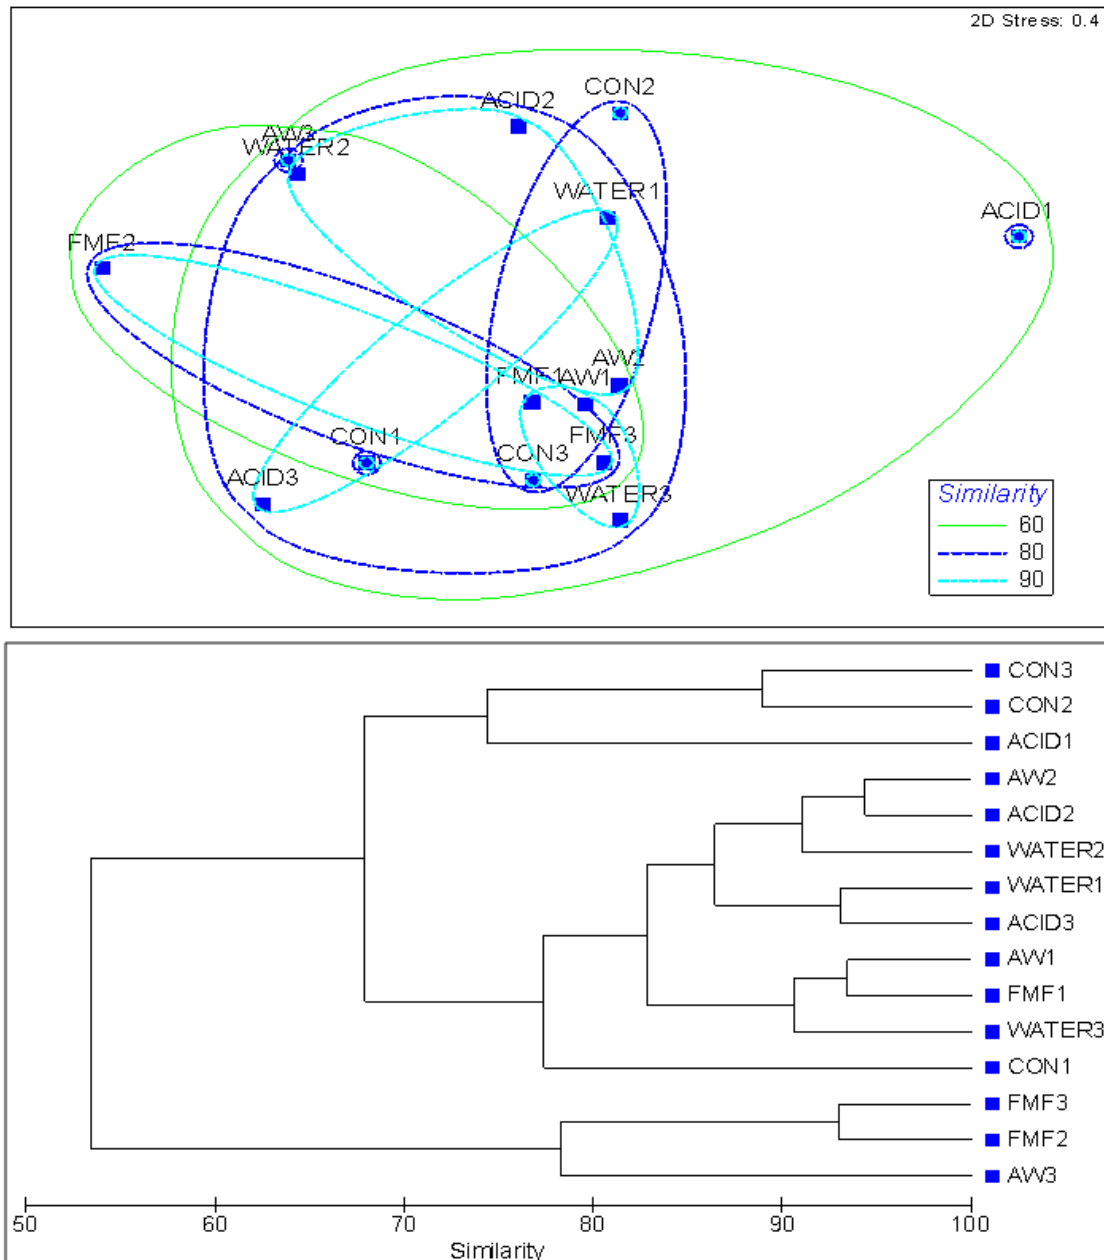 2D Stress: 0.4
CON2
ACID2
AW3
WATER2
WATER1
ACID1
FMF2
AW2
FMF1
AW1
CON1
FMF3
CON3
ACID3
WATER3
Similarity
60
80
90
CON3
CON2
ACID1
AW2
ACID2
WATER2
WATER1
ACID3
AW1
FMF1
WATER3
CON1
FMF3
FMF2
AW3
50 60 70 80 90 100
Similarity